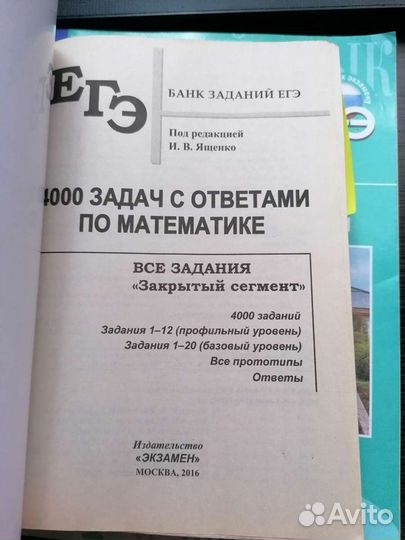 ЕГЭ
БАНК ЗАДАНИЙ ЕГЭ
Под редакцией
И. В. Ященко
4000 ЗАДАЧ С ОТВЕТАМИ
ПО МАТЕМАТИКЕ
ВСЕ ЗАДАНИЯ
«Закрытый сегмент»
4000 заданий
Задания 1–12 (профильный уровень)
Задания 1–20 (базовый уровень)
Все прототипы
Ответы
Издательство
«ЭКЗАМЕН»
МОСКВА, 2016
Avito